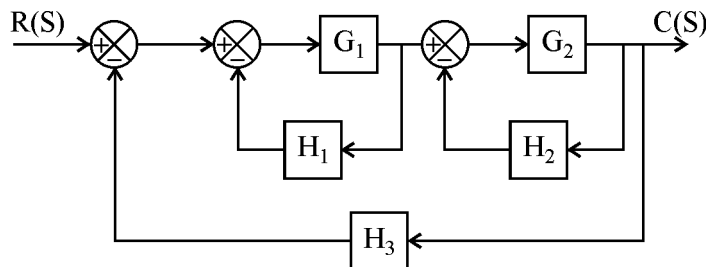 R(S)
C(S)
+
−
+
−
G₁
+
−
G₂
H₁
H₂
H₃